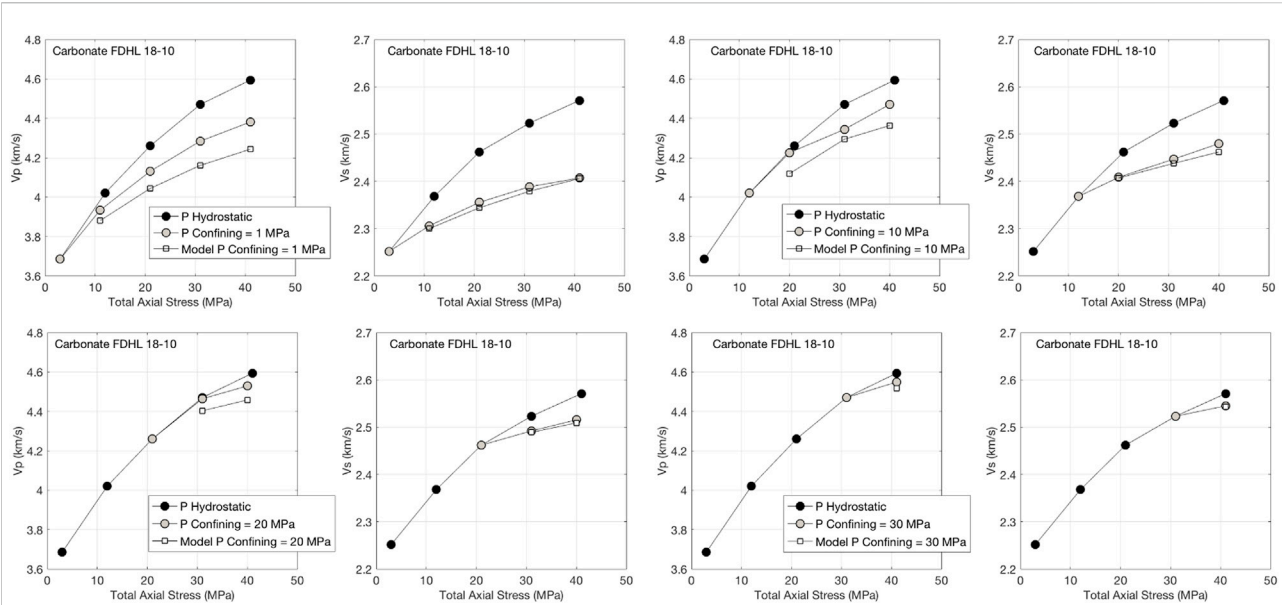 Carbonate FDHL 18-10
Vp (km/s)
4.8
4.6
4.4
4.2
4
3.8
3.6
P Hydrostatic
P Confining = 1 MPa
Model P Confining = 1 MPa
0 10 20 30 40 50
Total Axial Stress (MPa)
Carbonate FDHL 18-10
Vs (km/s)
2.7
2.6
2.5
2.4
2.3
2.2
0 10 20 30 40 50
Total Axial Stress (MPa)
Carbonate FDHL 18-10
Vp (km/s)
4.8
4.6
4.4
4.2
4
3.8
3.6
P Hydrostatic
P Confining = 10 MPa
Model P Confining = 10 MPa
0 10 20 30 40 50
Total Axial Stress (MPa)
Carbonate FDHL 18-10
Vs (km/s)
2.7
2.6
2.5
2.4
2.3
2.2
0 10 20 30 40 50
Total Axial Stress (MPa)
Carbonate FDHL 18-10
Vp (km/s)
4.8
4.6
4.4
4.2
4
3.8
3.6
P Hydrostatic
P Confining = 20 MPa
Model P Confining = 20 MPa
0 10 20 30 40 50
Total Axial Stress (MPa)
Carbonate FDHL 18-10
Vs (km/s)
2.7
2.6
2.5
2.4
2.3
2.2
0 10 20 30 40 50
Total Axial Stress (MPa)
Carbonate FDHL 18-10
Vp (km/s)
4.8
4.6
4.4
4.2
4
3.8
3.6
P Hydrostatic
P Confining = 30 MPa
Model P Confining = 30 MPa
0 10 20 30 40 50
Total Axial Stress (MPa)
Carbonate FDHL 18-10
Vs (km/s)
2.7
2.6
2.5
2.4
2.3
2.2
0 10 20 30 40 50
Total Axial Stress (MPa)